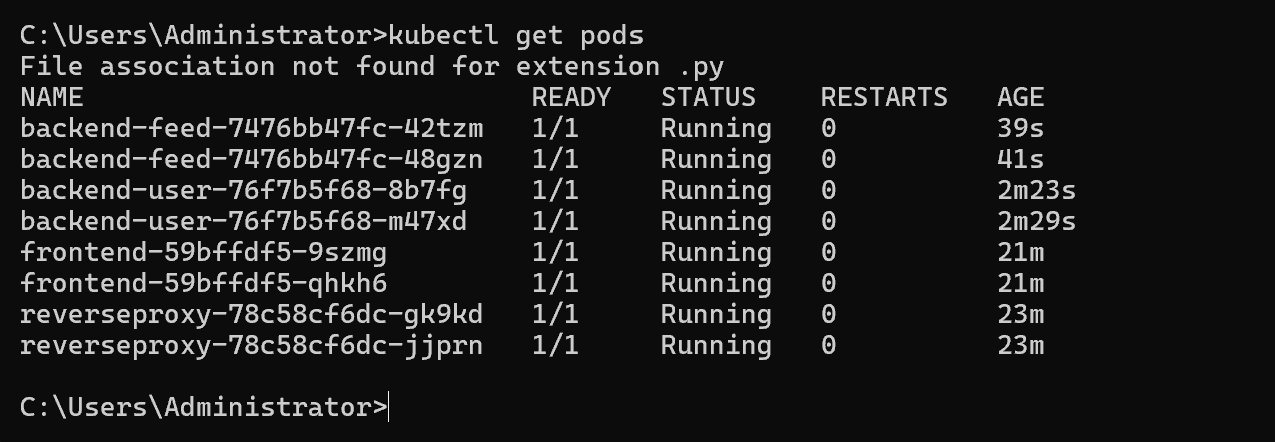 C:\Users\Administrator>kubectl get pods
File association not found for extension .py
NAME READY STATUS RESTARTS AGE
backend-feed-7476bb47fc-42tzm 1/1 Running 0 39s
backend-feed-7476bb47fc-48gzn 1/1 Running 0 41s
backend-user-76f7b5f68-8b7fg 1/1 Running 0 2m23s
backend-user-76f7b5f68-m47xd 1/1 Running 0 2m29s
frontend-59bffdf5-9szmg 1/1 Running 0 21m
frontend-59bffdf5-qhkh6 1/1 Running 0 21m
reverseproxy-78c58cf6dc-gk9kd 1/1 Running 0 23m
reverseproxy-78c58cf6dc-jjprn 1/1 Running 0 23m
C:\Users\Administrator>